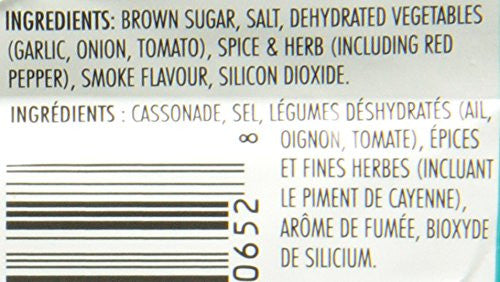 INGREDIENTS: BROWN SUGAR, SALT, DEHYDRATED VEGETABLES
(GARLIC, ONION, TOMATO), SPICE & HERB (INCLUDING RED
PEPPER), SMOKE FLAVOUR, SILICON DIOXIDE.
INGRÉDIENTS : CASSONADE, SEL, LÉGUMES DÉSHYDRATÉS (AIL,
OIGNON, TOMATE), ÉPICES
ET FINES HERBES (INCLUANT
LE PIMENT DE CAYENNE),
ARÔME DE FUMÉE, BIOXYDE
DE SILICIUM.
8
0652